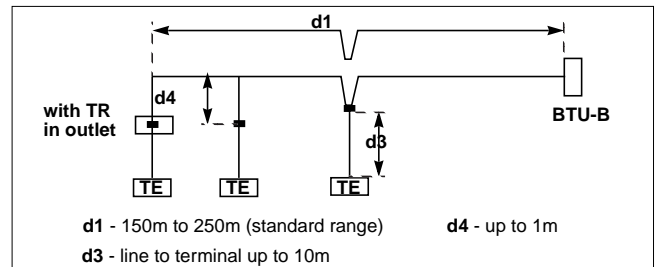 d1
d4
with TR
in outlet
BTU-B
d3
TE
TE
TE
d1 - 150m to 250m (standard range)
d4 - up to 1m
d3 - line to terminal up to 10m